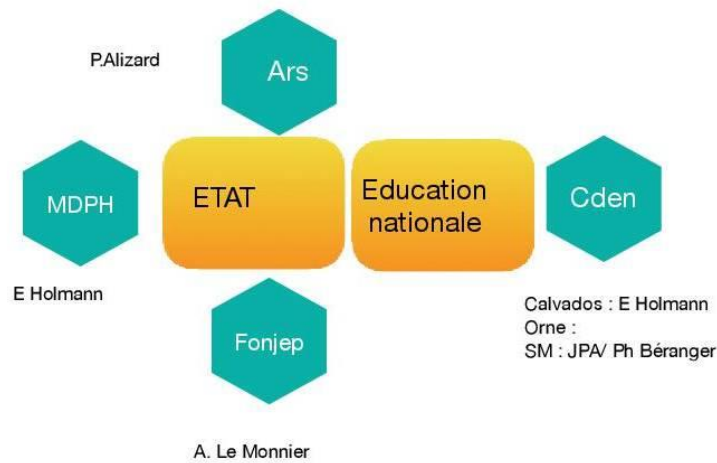 P.Alizard
Ars
MDPH
ETAT
Education
nationale
Cden
E Holmann
Fonjep
Calvados : E Holmann
Orne :
SM : JPA/ Ph Béranger
A. Le Monnier